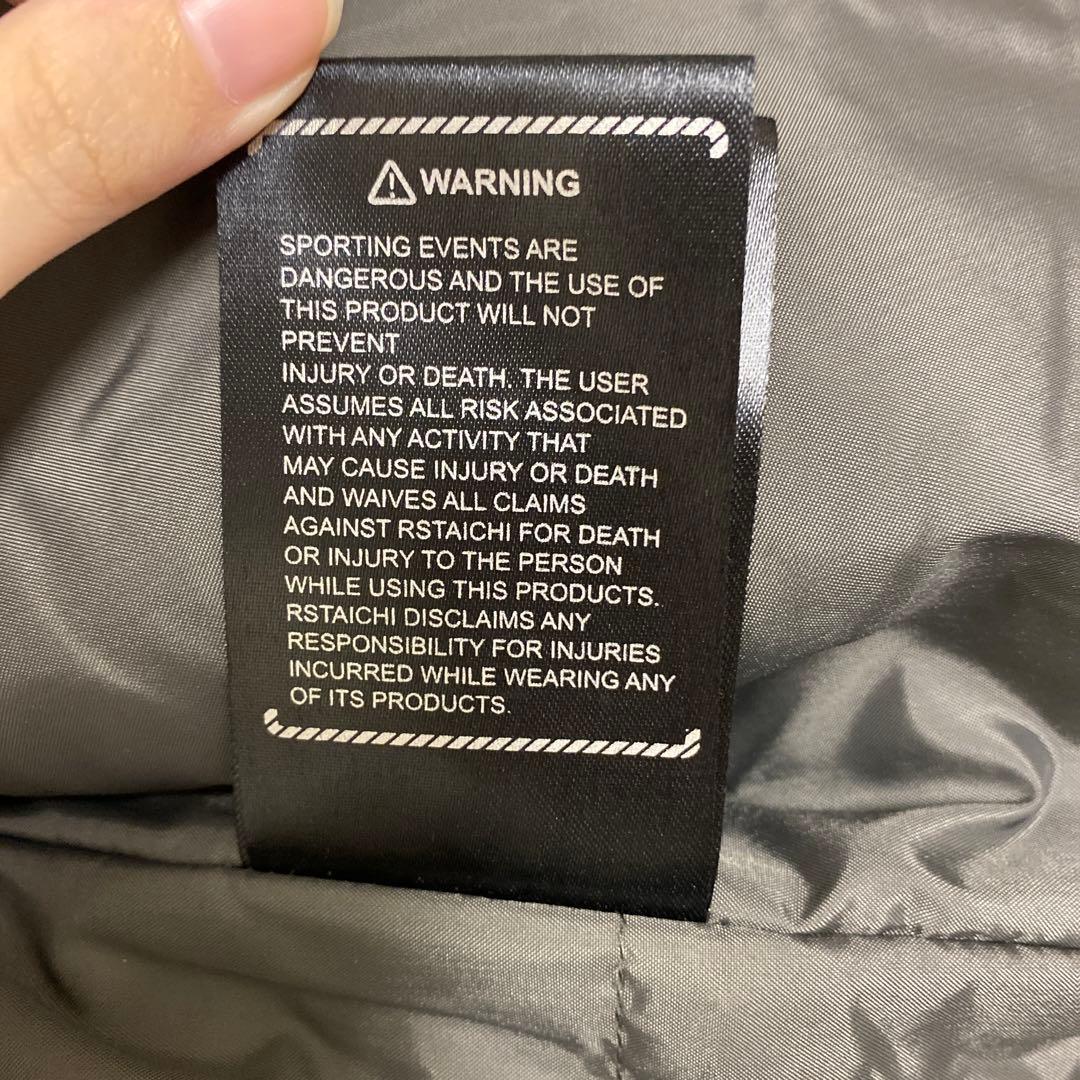 WARNING
SPORTING EVENTS ARE
DANGEROUS AND THE USE OF
THIS PRODUCT WILL NOT
PREVENT
INJURY OR DEATH. THE USER
ASSUMES ALL RISK ASSOCIATED
WITH ANY ACTIVITY THAT
MAY CAUSE INJURY OR DEATH
AND WAIVES ALL CLAIMS
AGAINST RSTAICHI FOR DEATH
OR INJURY TO THE PERSON
WHILE USING THIS PRODUCTS.
RSTAICHI DISCLAIMS ANY
RESPONSIBILITY FOR INJURIES
INCURRED WHILE WEARING ANY
OF ITS PRODUCTS.